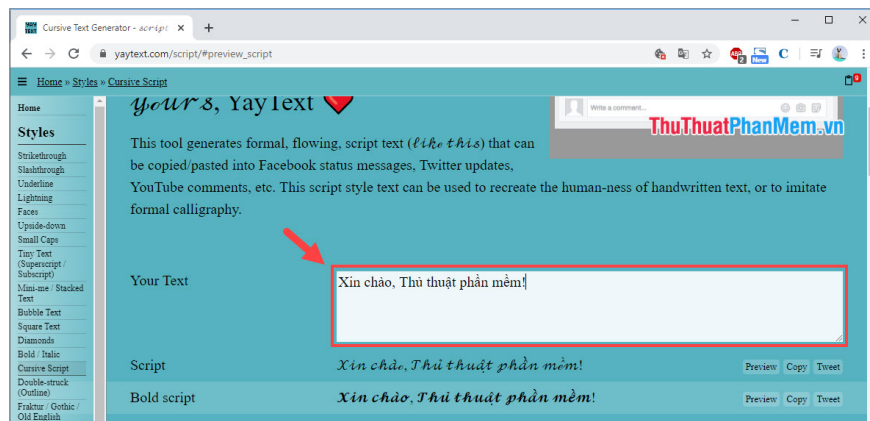 Cursive Text Generator - 𝓈𝒸𝓇𝒾𝓅𝓉
yaytext.com/script/#preview_script
ABP
2
New
C
Home » Styles » Cursive Script
9
Home
Styles
Strikethrough
Slashthrough
Underline
Lightning
Faces
Upside-down
Small Caps
Tiny Text
(Superscript /
Subscript)
Mini-me / Stacked
Text
Bubble Text
Square Text
Diamonds
Bold / Italic
Cursive Script
Double-struck
(Outline)
Fraktur / Gothic /
Old English
𝔂𝓸𝓾𝓻𝓼, YayText ❤
Write a comment...
ThuThuatPhanMem.vn
This tool generates formal, flowing, script text (𝓁𝒾𝓀ℯ 𝓉𝒽𝒾𝓈) that can
be copied/pasted into Facebook status messages, Twitter updates,
YouTube comments, etc. This script style text can be used to recreate the human-ness of handwritten text, or to imitate
formal calligraphy.
Your Text
Xin chào, Thủ thuật phần mềm!
Script
𝒳𝒾𝓃 𝒸𝒽àℴ, 𝒯𝒽ủ 𝓉𝒽𝓊ậ𝓉 𝓅𝒽ầ𝓃 𝓂ề𝓂!
Preview Copy Tweet
Bold script
𝓧𝓲𝓷 𝓬𝓱à𝓸, 𝓣𝓱ủ 𝓽𝓱𝓾ậ𝓽 𝓹𝓱ầ𝓷 𝓶ề𝓶!
Preview Copy Tweet